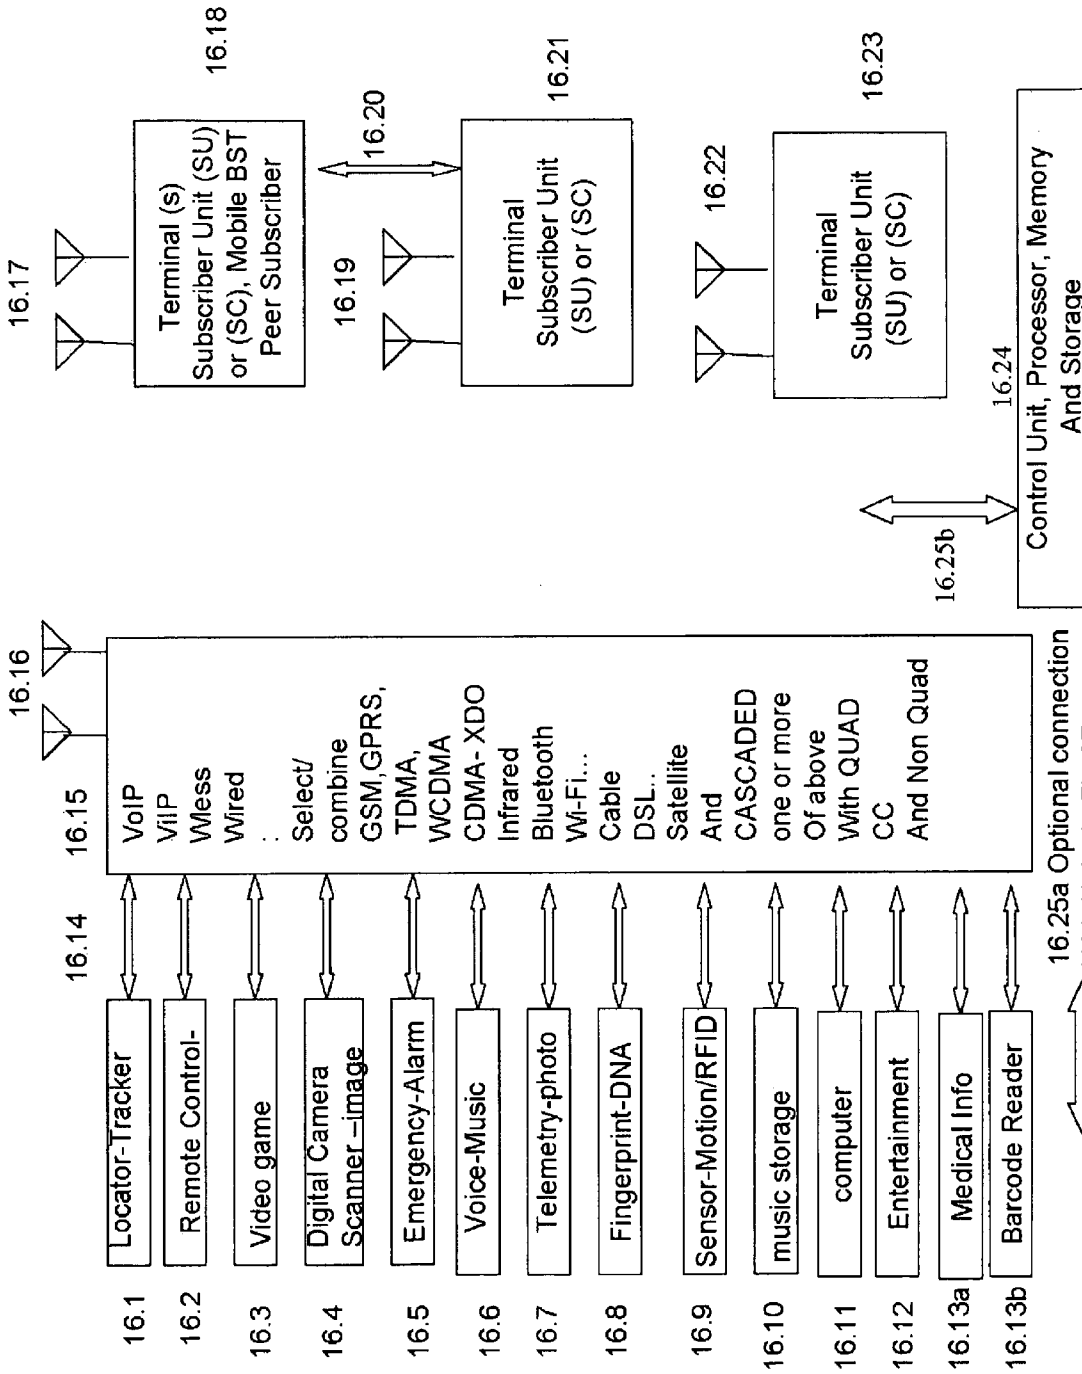 16.1
Locator-Tracker
16.2
Remote Control-
16.3
Video game
16.4
Digital Camera
Scanner –image
16.5
Emergency-Alarm
16.6
Voice-Music
16.7
Telemetry-photo
16.8
Fingerprint-DNA
16.9
Sensor-Motion/RFID
16.10
music storage
16.11
computer
16.12
Entertainment
16.13a
Medical Info
16.13b
Barcode Reader
16.14
16.15
16.16
VoIP
ViIP
Wless
Wired
:
Select/
combine
GSM,GPRS,
TDMA,
WCDMA
CDMA- XDO
Infrared
Bluetooth
Wi-Fi...
Cable
DSL..
Satellite
And
CASCADED
one or more
Of above
With QUAD
CC
And Non Quad
16.25a Optional connection
16.17
16.18
Terminal (s)
Subscriber Unit (SU)
or (SC), Mobile BST
Peer Subscriber
16.19
16.20
16.21
Terminal
Subscriber Unit
(SU) or (SC)
16.22
16.23
Terminal
Subscriber Unit
(SU) or (SC)
16.24
16.25b
Control Unit, Processor, Memory
And Storage